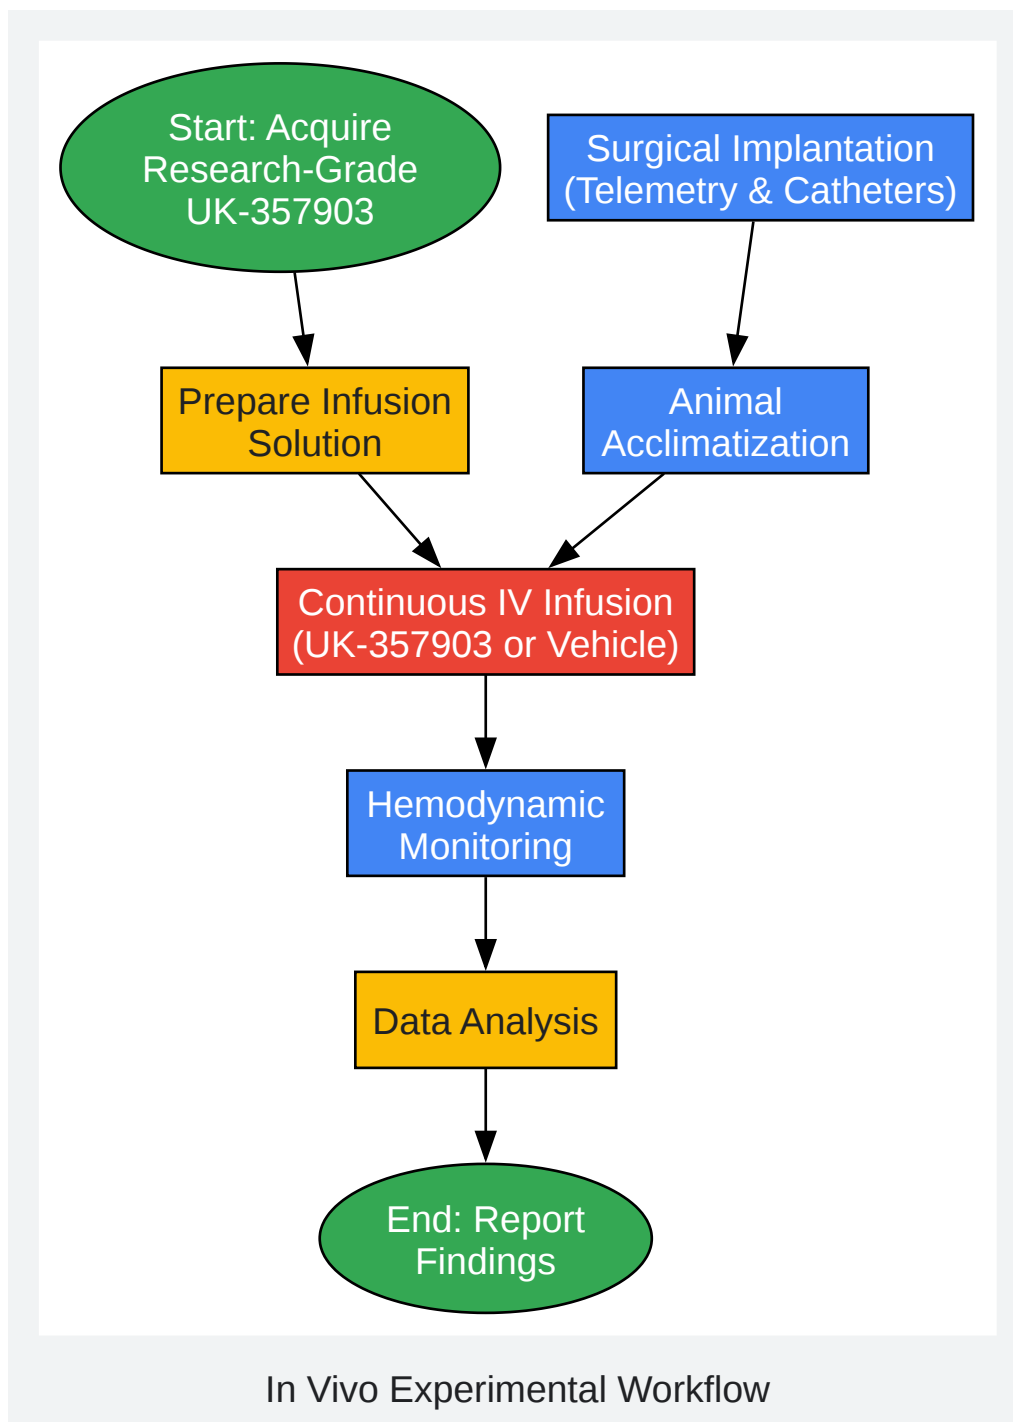 Start: Acquire
Research-Grade
UK-357903
Surgical Implantation
(Telemetry & Catheters)
Prepare Infusion
Solution
Animal
Acclimatization
Continuous IV Infusion
(UK-357903 or Vehicle)
Hemodynamic
Monitoring
Data Analysis
End: Report
Findings
In Vivo Experimental Workflow